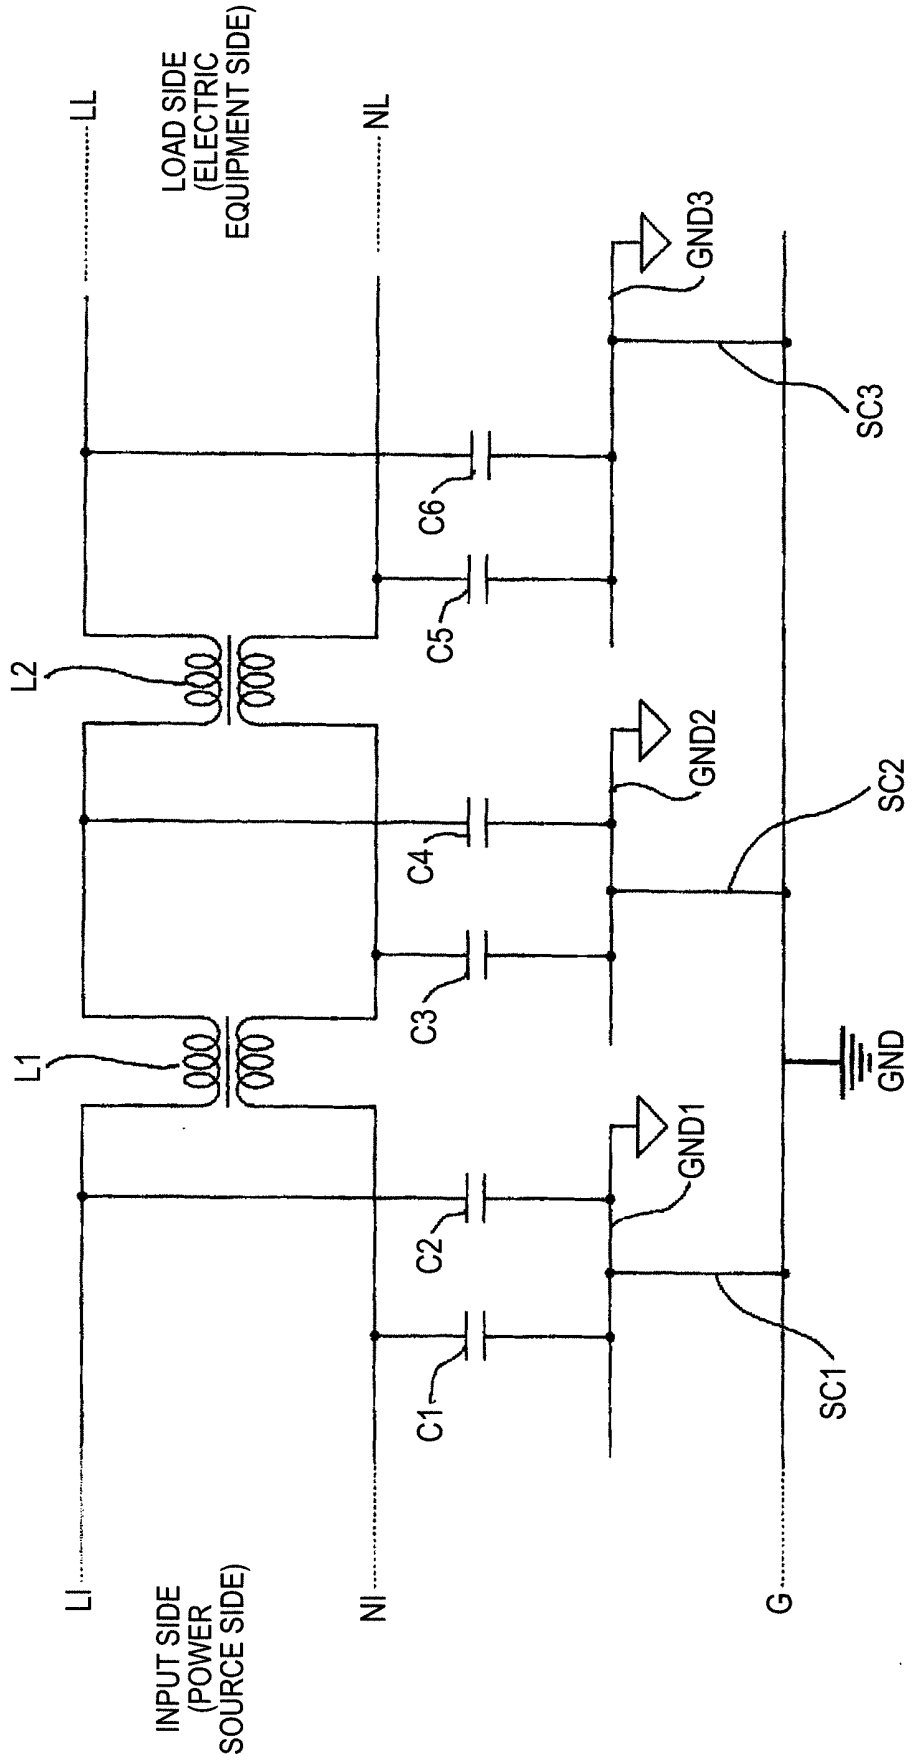 L1
L2
LI
LL
INPUT SIDE
(POWER
SOURCE SIDE)
LOAD SIDE
(ELECTRIC
EQUIPMENT SIDE)
NI
NL
C1
C2
C3
C4
C5
C6
GND1
GND2
GND3
SC1
SC2
SC3
G
GND